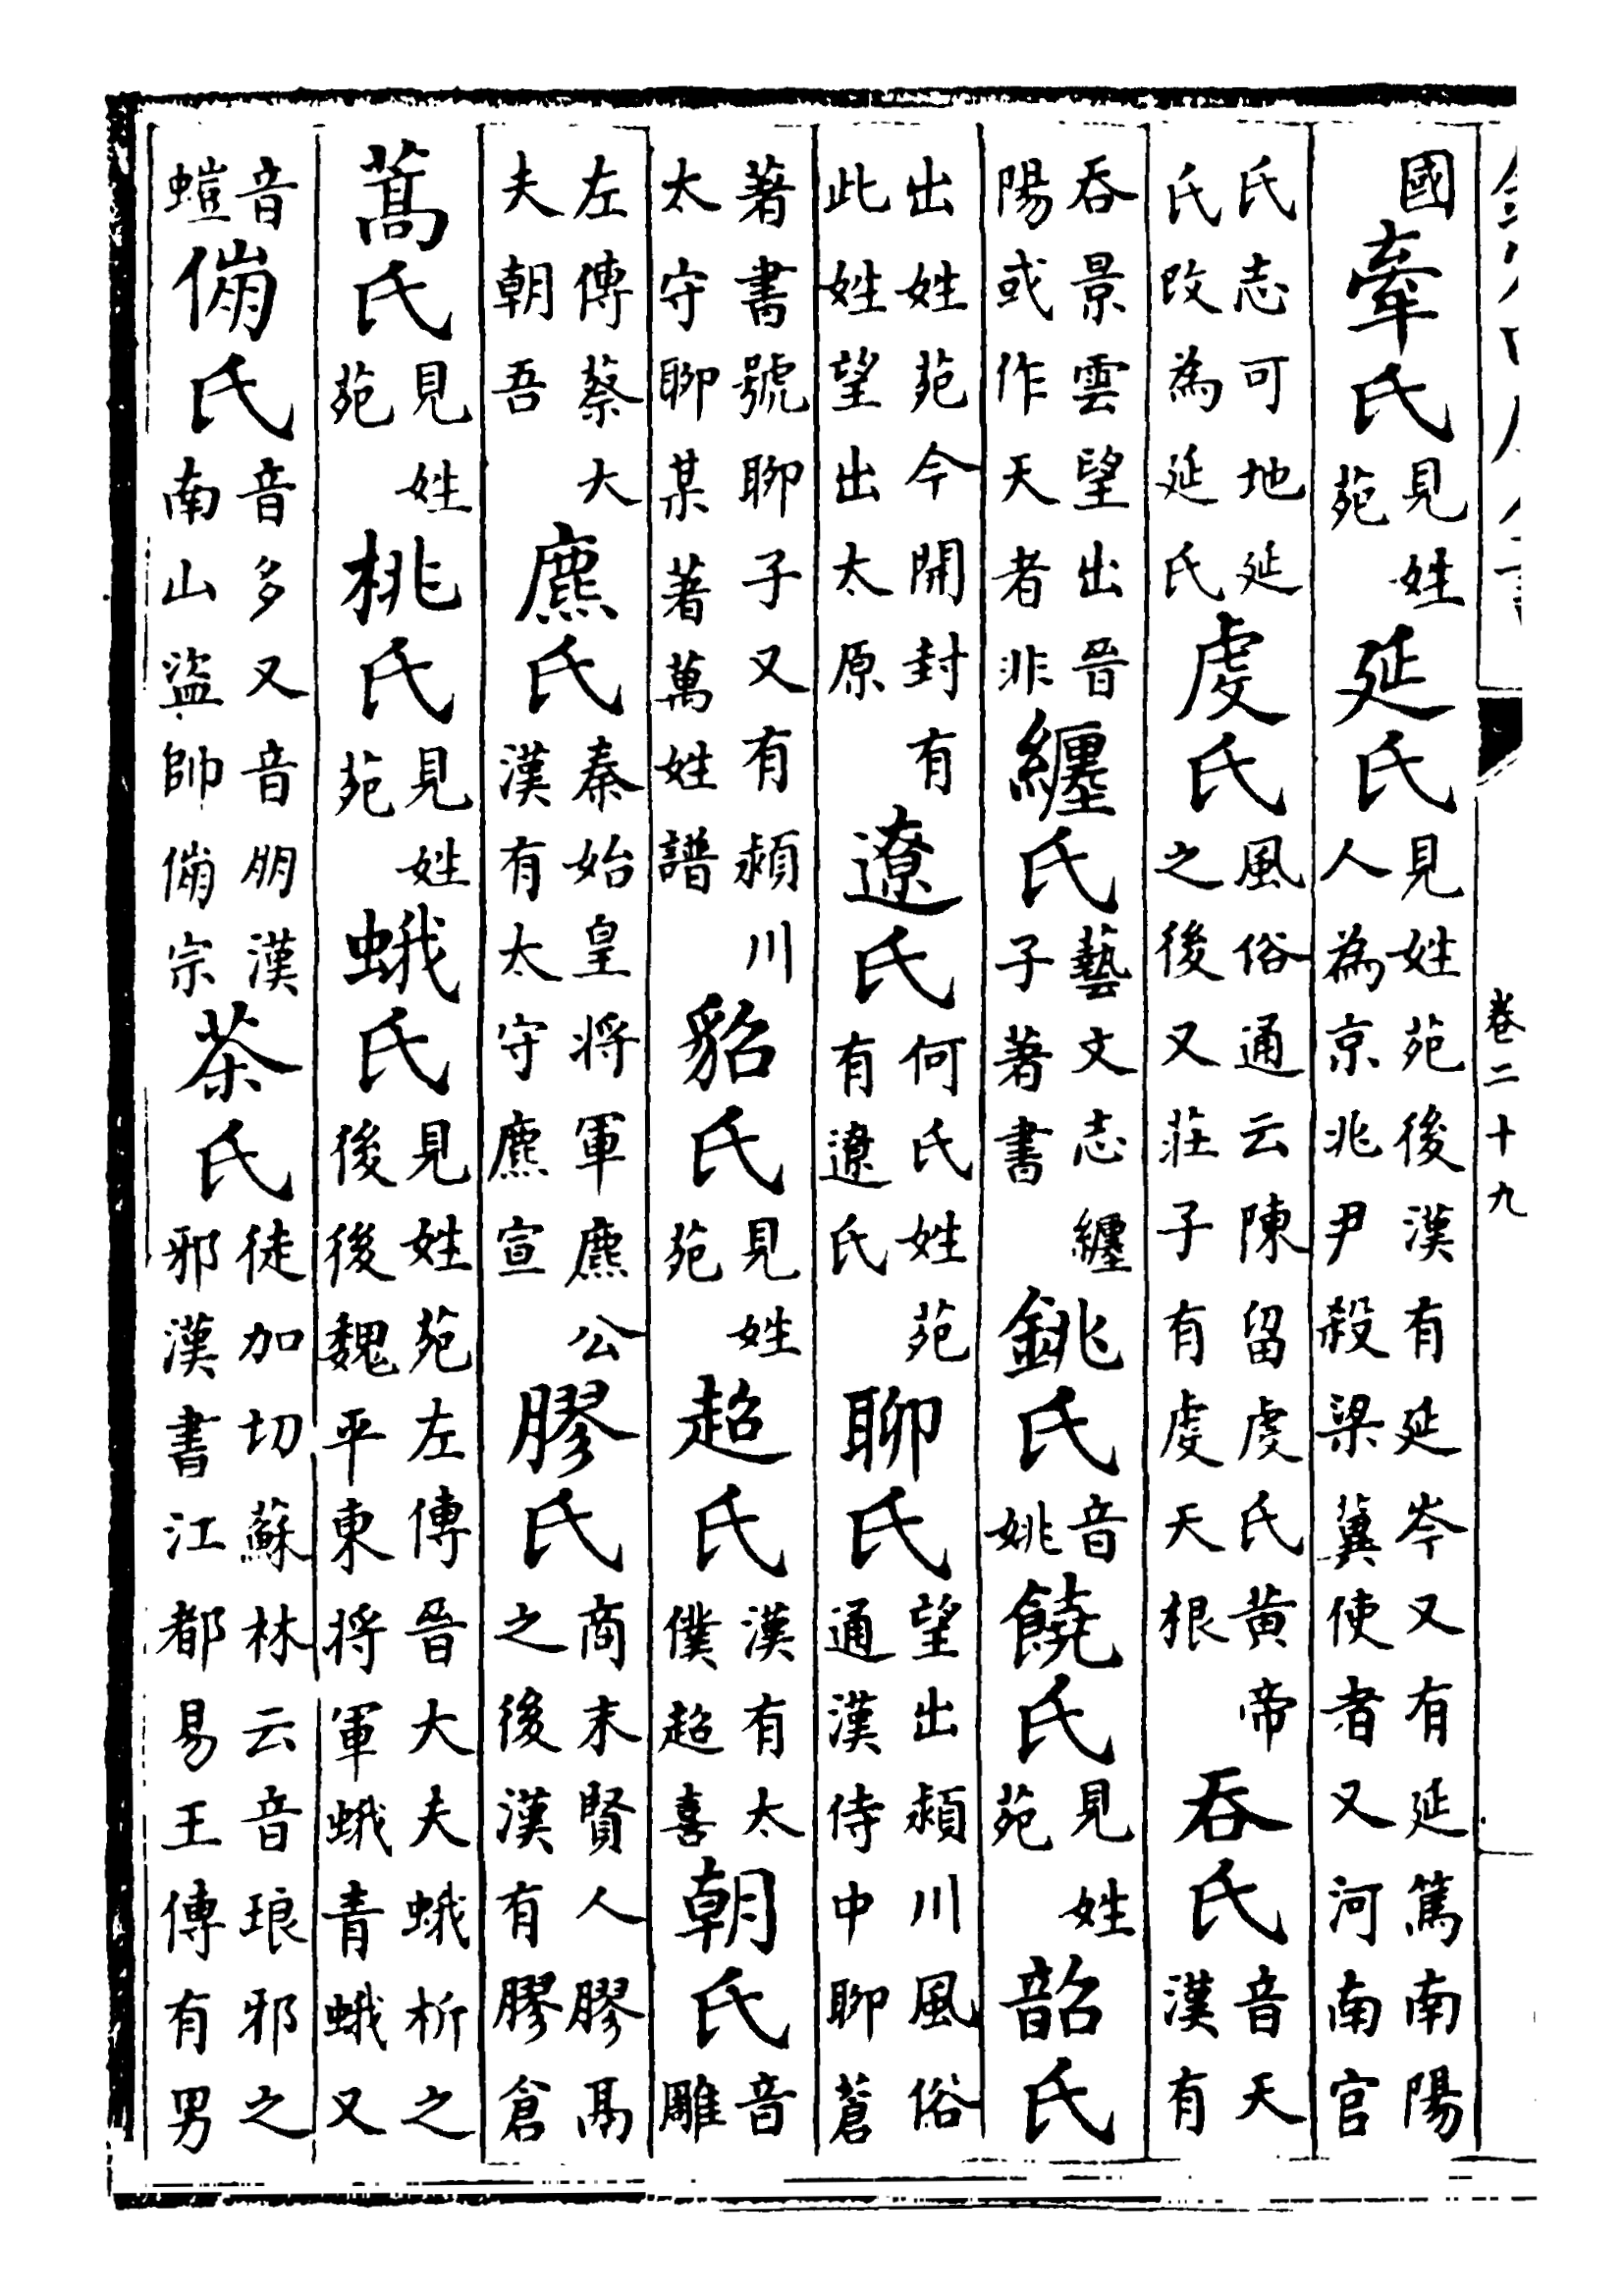 國牽氏見姓苑延氏見姓苑後漢有延岑又有延篤南陽人為京兆尹殺梁冀使者又河南官
氏志可地延氏改為延氏虔氏風俗通云陳留虔氏黄帝之後又莊子有虔天根吞氏音天漢有
吞景雲望出晉陽或作天者非纏氏藝文志纏子著書銚氏音姚饒氏見姓苑韶氏
出姓苑今開封有此姓望出太原遼氏何氏姓苑有遼氏聊氏望出潁川風俗通漢侍中聊蒼
著書號聊子又有潁川太守聊某著萬姓譜貂氏見姓苑超氏漢有太僕超喜朝氏音雕
左傳蔡大夫朝吾麃氏秦始皇將軍麃公漢有太守麃宣膠氏商末賢人膠鬲之後漢有膠倉
蒿氏見姓苑桃氏見姓苑蛾氏見姓苑左傳晉大夫蛾析之後後魏平東將軍蛾青蛾又
音螘傰氏音多又音朋漢南山盜帥傰宗茶氏徒加切蘇林云音琅邪之邪漢書江都易王傳有男
卷二十九